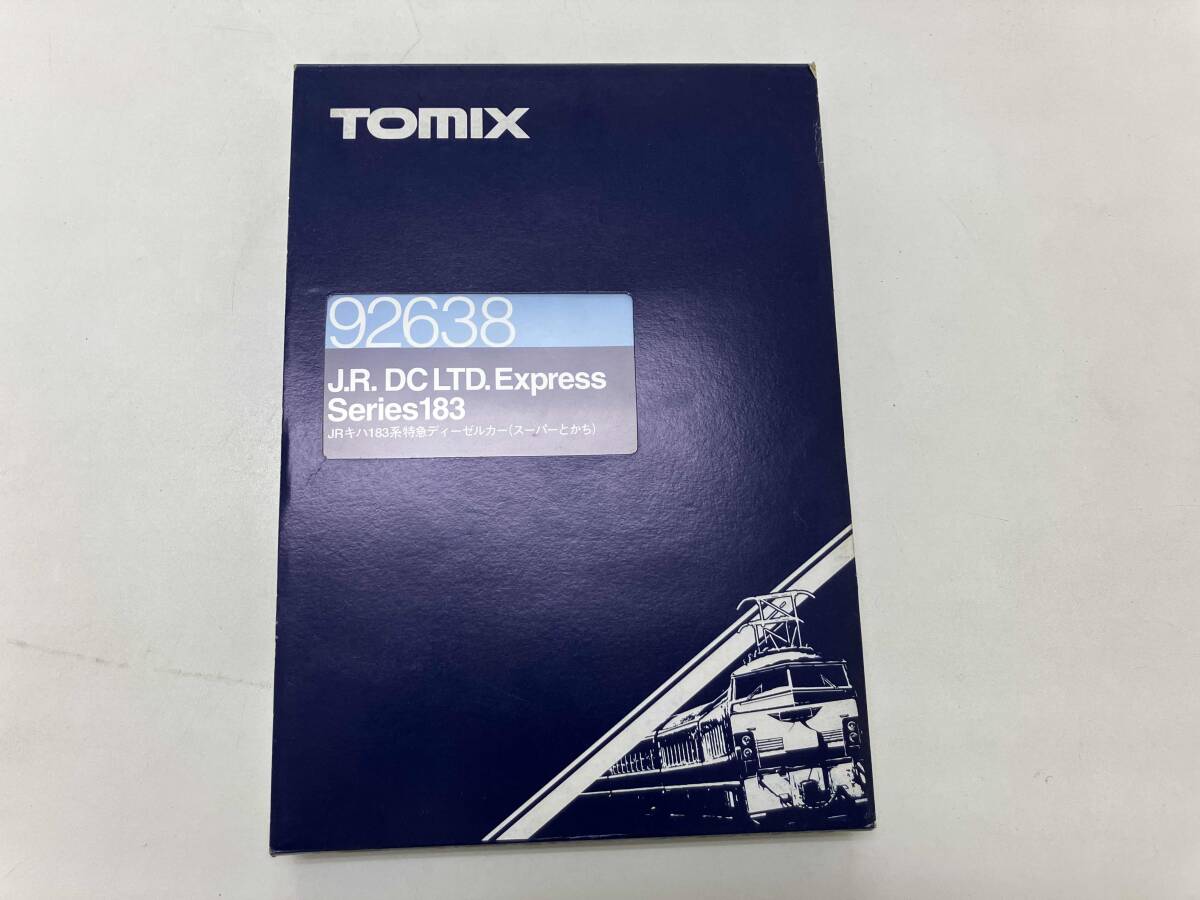 TOMIX
92638
J.R. DC LTD. Express
Series183
JRキハ183系特急ディーゼルカー(スーパーとかち)